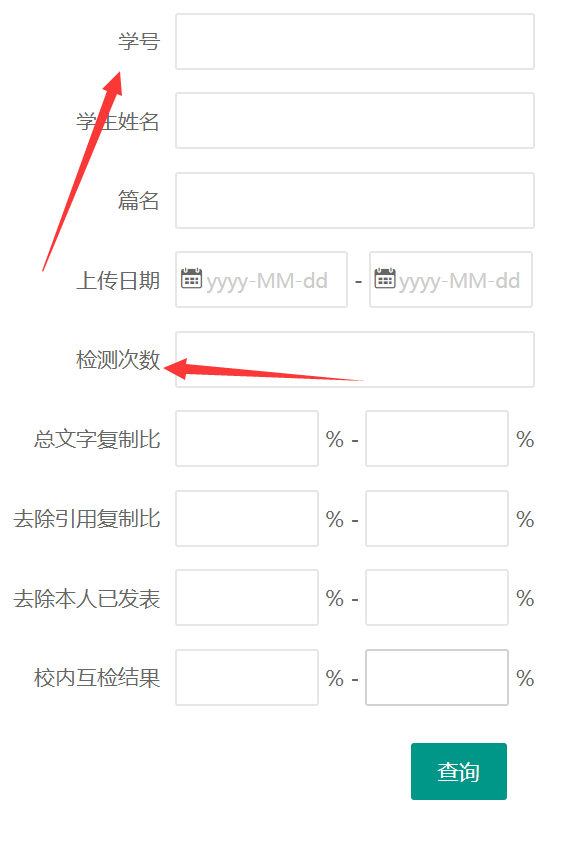 学号
学生姓名
篇名
上传日期 yyyy-MM-dd - yyyy-MM-dd
检测次数
总文字复制比 % - %
去除引用复制比 % - %
去除本人已发表 % - %
校内互检结果 % - %
查询